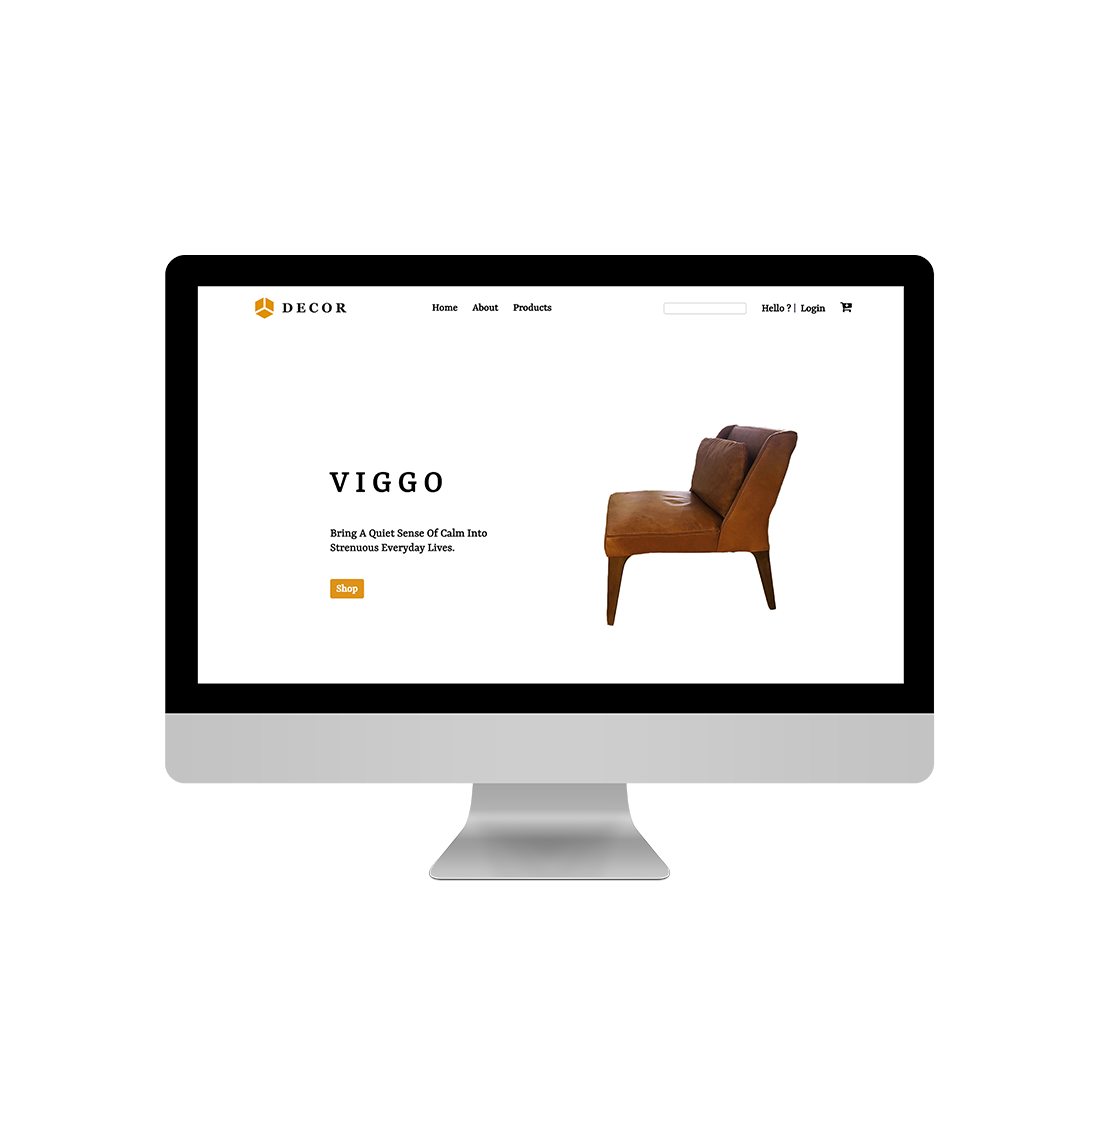 DECOR
Home About Products
Hello ? | Login
VIGGO
Bring A Quiet Sense Of Calm Into
Strenuous Everyday Lives.
Shop